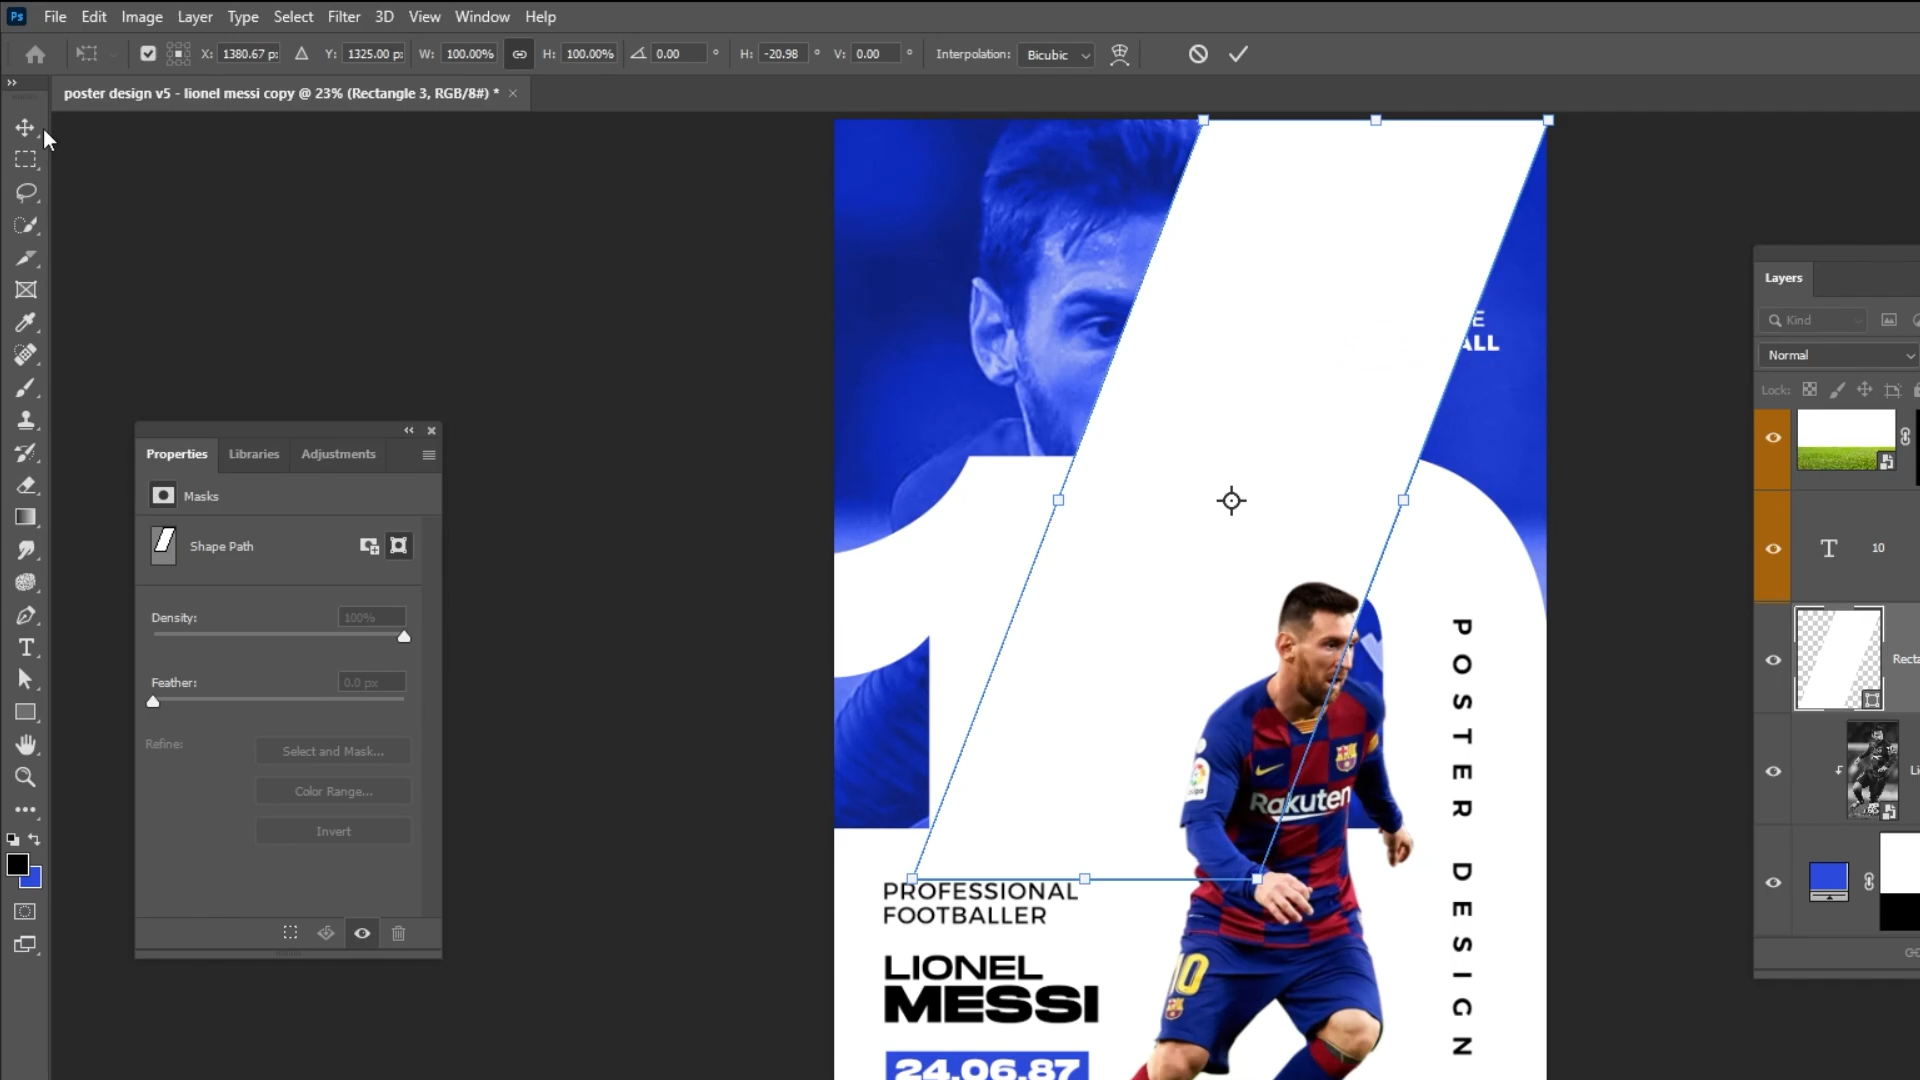 Ps File Edit Image Layer Type Select Filter 3D View Window Help
X: 1380.67 p: Y: 1325.00 p: W: 100.00% H: 100.00% 0.00 ° H: -20.98 ° V: 0.00 ° Interpolation: Bicubic
poster design v5 - lionel messi copy @ 23% (Rectangle 3, RGB/8#) * ×
Properties Libraries Adjustments
Masks
Shape Path
Density: 100%
Feather: 0.0 px
Refine: Select and Mask...
Color Range...
Invert
E
ALL
Rakuten
10
POSTER DESIGN
PROFESSIONAL
FOOTBALLER
LIONEL
MESSI
24.06.87
Layers
Kind
Normal
Lock:
T 10
Recta
Li